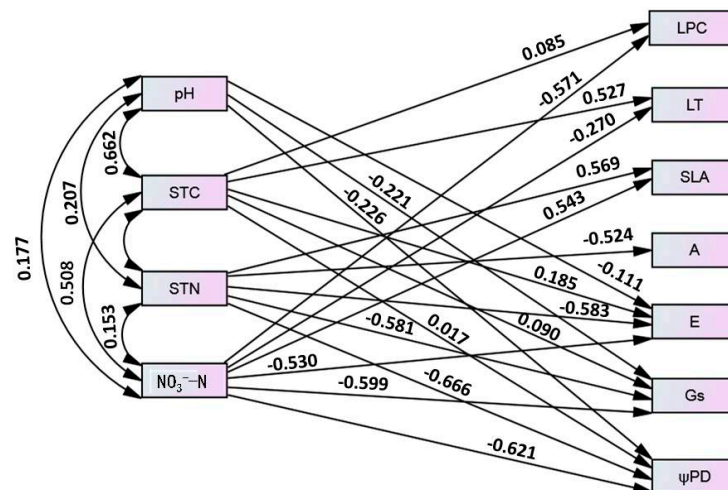 pH
STC
STN
NO₃⁻–N
0.177
0.207
0.662
0.508
0.153
0.085
-0.571
0.527
-0.270
0.569
0.543
-0.524
-0.221
-0.226
-0.111
0.185
-0.583
0.090
-0.581
0.017
-0.530
-0.599
-0.666
-0.621
LPC
LT
SLA
A
E
Gs
ψPD